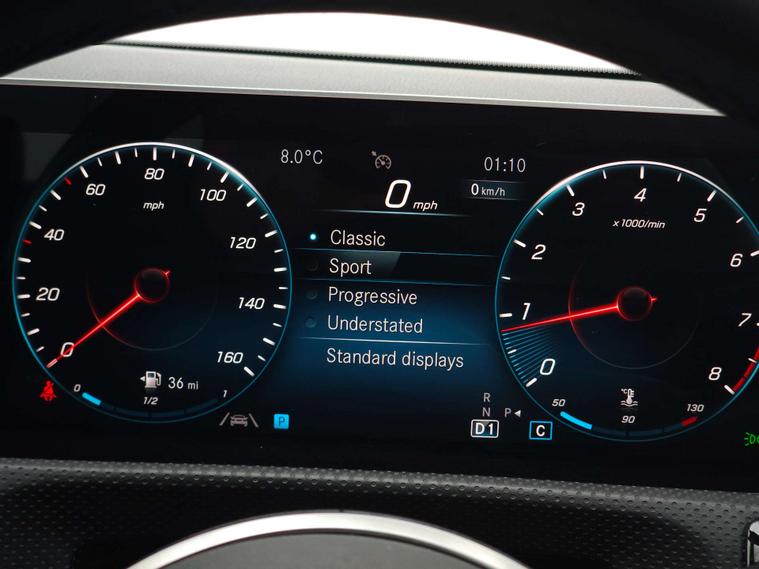 8.0°C
01:10
0 mph
0 km/h
Classic
Sport
Progressive
Understated
Standard displays
0
20
40
60
80
100
120
140
160
mph
36 mi
0
1/2
1
P
R
N P
D1
C
0
1
2
3
4
5
6
7
8
x1000/min
°C
50
90
130